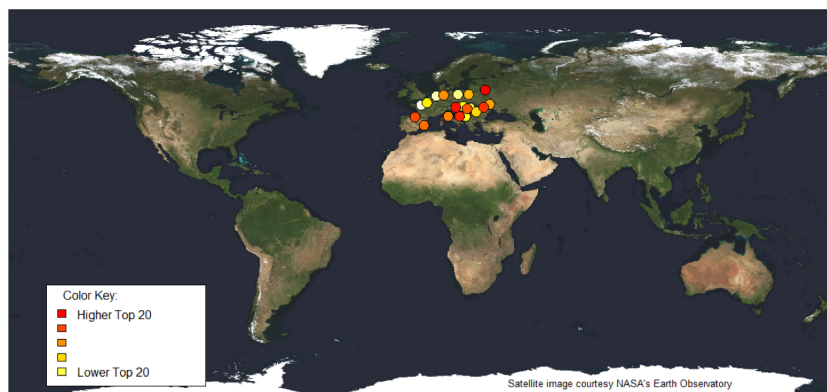 Color Key:
Higher Top 20
Lower Top 20
Satellite image courtesy NASA's Earth Observatory